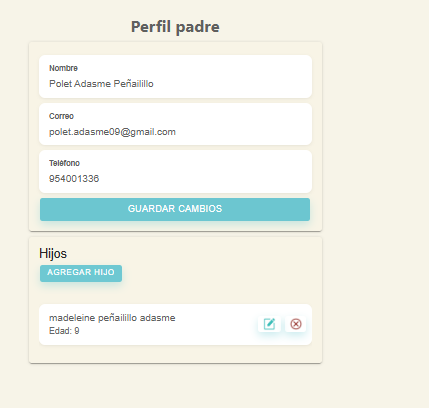 Perfil padre
Nombre
Polet Adasme Peñailillo
Correo
polet.adasme09@gmail.com
Teléfono
954001336
GUARDAR CAMBIOS
Hijos
AGREGAR HIJO
madeleine peñailillo adasme
Edad: 9